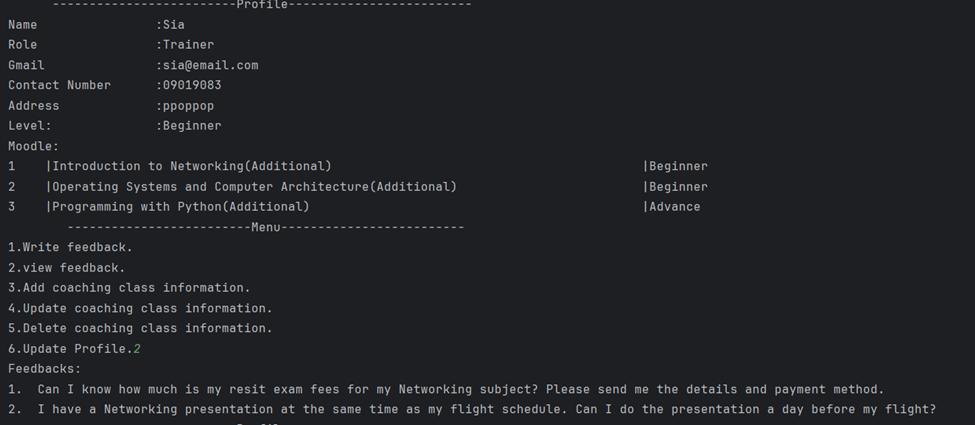 -------------------------Profile-------------------------
Name                :Sia
Role                :Trainer
Gmail               :sia@email.com
Contact Number      :09019083
Address             :ppoppop
Level:              :Beginner
Moodle:
1    |Introduction to Networking(Additional)                                          |Beginner
2    |Operating Systems and Computer Architecture(Additional)                         |Beginner
3    |Programming with Python(Additional)                                             |Advance
-------------------------Menu-------------------------
1.Write feedback.
2.view feedback.
3.Add coaching class information.
4.Update coaching class information.
5.Delete coaching class information.
6.Update Profile.2
Feedbacks:
1.  Can I know how much is my resit exam fees for my Networking subject? Please send me the details and payment method.
2.  I have a Networking presentation at the same time as my flight schedule. Can I do the presentation a day before my flight?